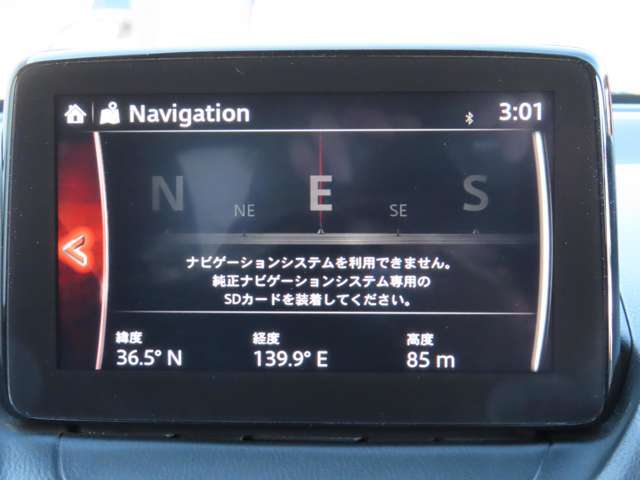 Navigation 3:01
N NE E SE S
ナビゲーションシステムを利用できません。
純正ナビゲーションシステム専用の
SDカードを装着してください。
緯度 経度 高度
36.5° N 139.9° E 85 m